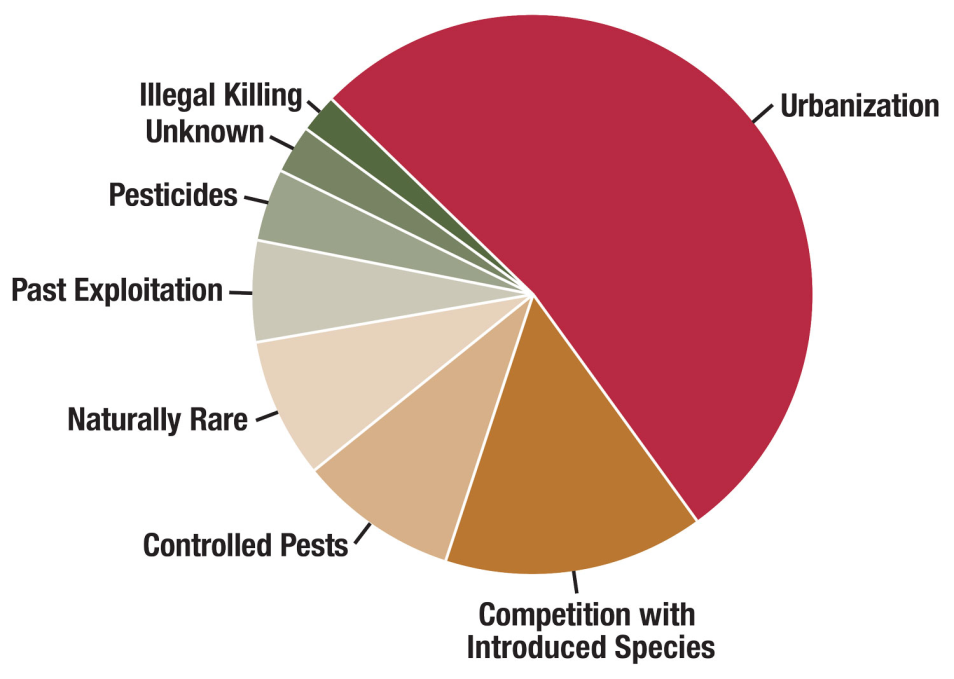 Illegal Killing
Unknown
Urbanization
Pesticides
Past Exploitation
Naturally Rare
Controlled Pests
Competition with
Introduced Species